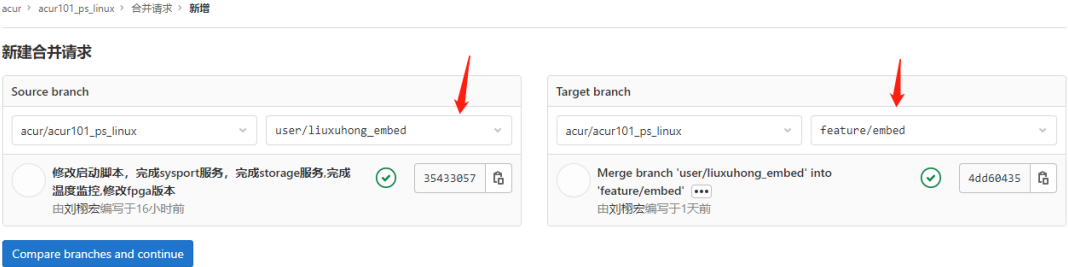 acur > acur101_ps_linux > 合并请求 > 新增
新建合并请求
Source branch
acur/acur101_ps_linux
user/liuxuhong_embed
修改启动脚本，完成sysport服务，完成storage服务,完成
温度监控,修改fpga版本
由刘栩宏编写于16小时前
35433057
Target branch
acur/acur101_ps_linux
feature/embed
Merge branch 'user/liuxuhong_embed' into
'feature/embed' •••
由刘栩宏编写于1天前
4dd60435
Compare branches and continue